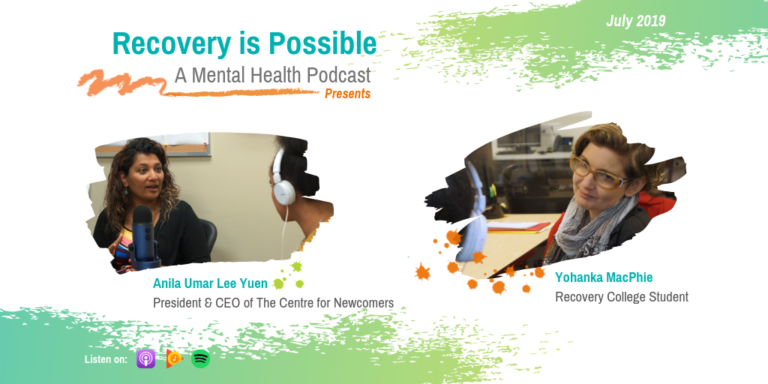 July 2019
Recovery is Possible
A Mental Health Podcast
Presents
Anila Umar Lee Yuen
President & CEO of The Centre for Newcomers
Yohanka MacPhie
Recovery College Student
Listen on: